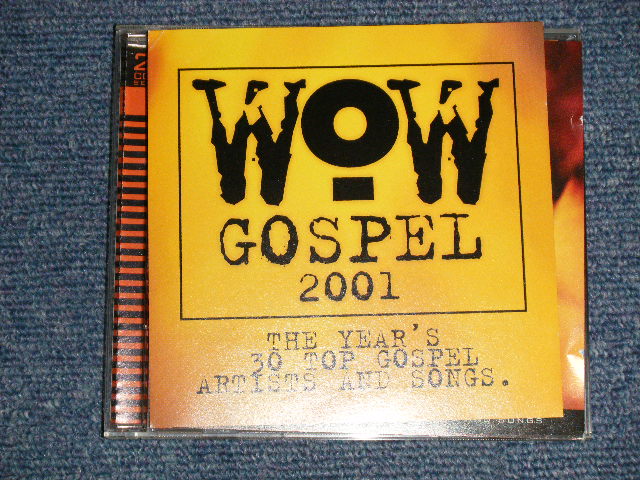 WOW
GOSPEL
2001
THE YEAR'S
30 TOP GOSPEL
ARTISTS AND SONGS.